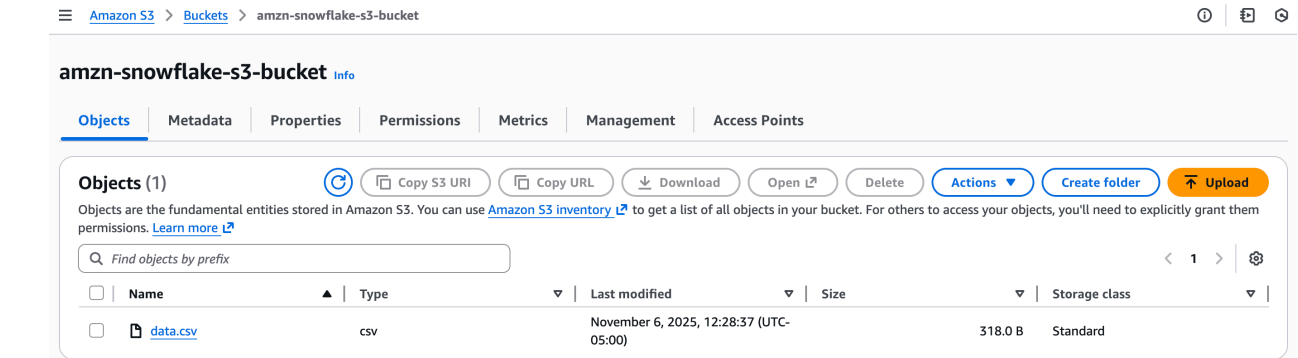 Amazon S3 > Buckets > amzn-snowflake-s3-bucket
amzn-snowflake-s3-bucket Info
Objects Metadata Properties Permissions Metrics Management Access Points
Objects (1) Copy S3 URI Copy URL Download Open Delete Actions Create folder Upload
Objects are the fundamental entities stored in Amazon S3. You can use Amazon S3 inventory to get a list of all objects in your bucket. For others to access your objects, you'll need to explicitly grant them
permissions. Learn more
Find objects by prefix
1
Name Type Last modified Size Storage class
data.csv csv November 6, 2025, 12:28:37 (UTC-
05:00) 318.0 B Standard